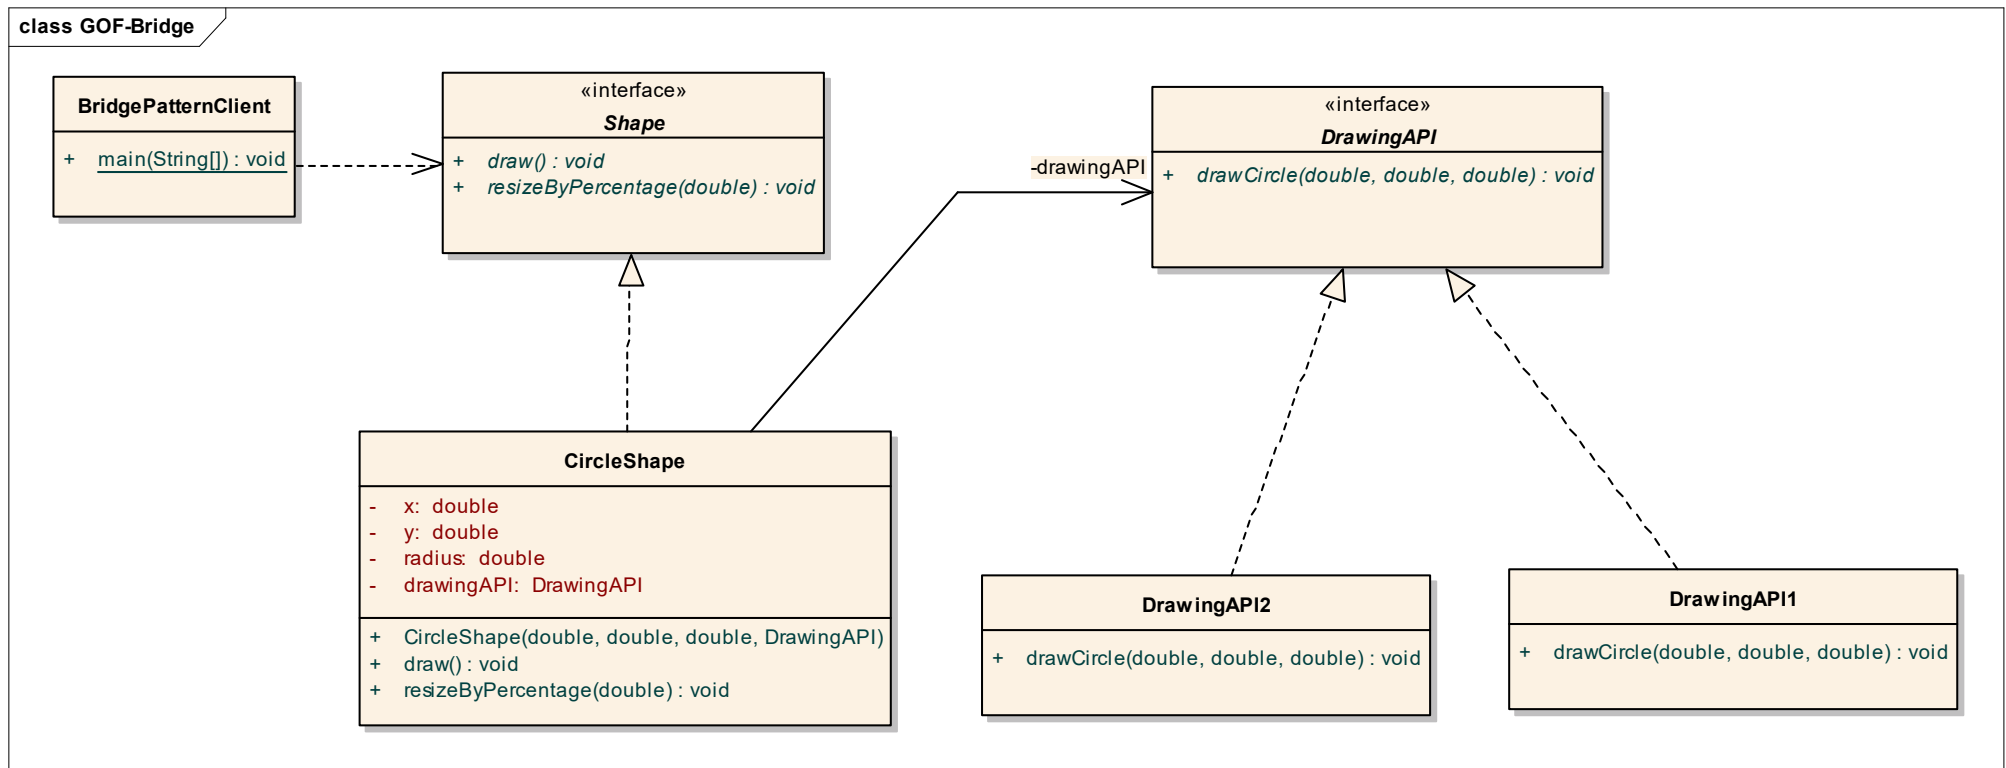 class GOF-Bridge
BridgePatternClient
+ main(String[]) : void
«interface»
Shape
+ draw() : void
+ resizeByPercentage(double) : void
-drawingAPI
«interface»
DrawingAPI
+ drawCircle(double, double, double) : void
CircleShape
- x: double
- y: double
- radius: double
- drawingAPI: DrawingAPI
+ CircleShape(double, double, double, DrawingAPI)
+ draw() : void
+ resizeByPercentage(double) : void
DrawingAPI2
+ drawCircle(double, double, double) : void
DrawingAPI1
+ drawCircle(double, double, double) : void